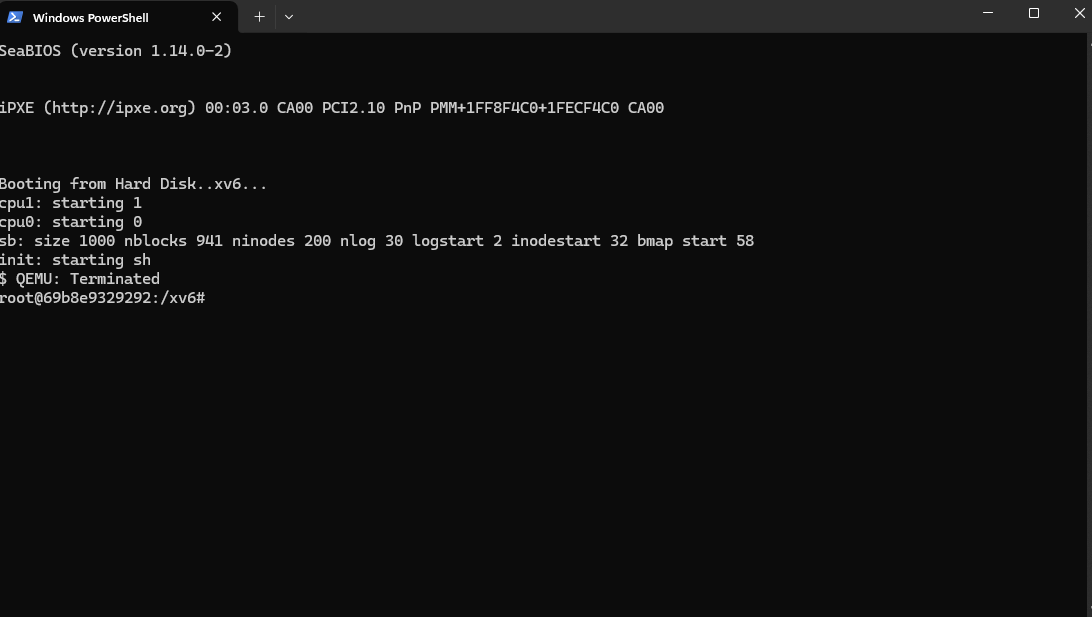 Windows PowerShell
SeaBIOS (version 1.14.0-2)
iPXE (http://ipxe.org) 00:03.0 CA00 PCI2.10 PnP PMM+1FF8F4C0+1FECF4C0 CA00
Booting from Hard Disk..xv6...
cpu1: starting 1
cpu0: starting 0
sb: size 1000 nblocks 941 ninodes 200 nlog 30 logstart 2 inodestart 32 bmap start 58
init: starting sh
$ QEMU: Terminated
root@69b8e9329292:/xv6#